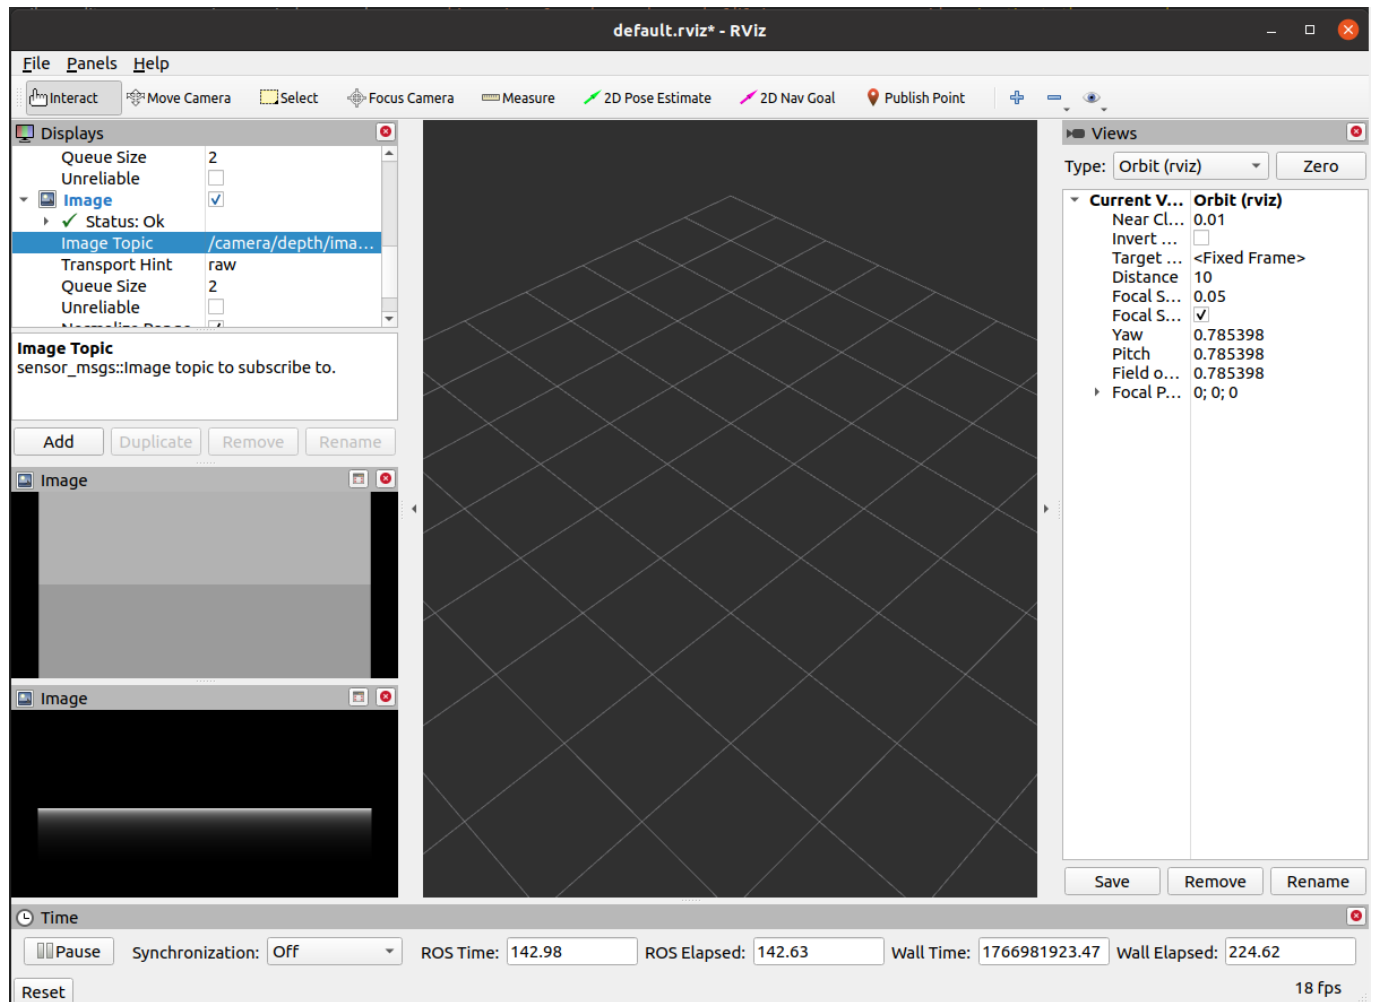 default.rviz* - RViz
File Panels Help
Interact Move Camera Select Focus Camera Measure 2D Pose Estimate 2D Nav Goal Publish Point
Displays
Queue Size 2
Unreliable
Image
Status: Ok
Image Topic /camera/depth/ima...
Transport Hint raw
Queue Size 2
Unreliable
Image Topic
sensor_msgs::Image topic to subscribe to.
Add Duplicate Remove Rename
Image
Image
Views
Type: Orbit (rviz) Zero
Current V... Orbit (rviz)
Near Cl... 0.01
Invert ...
Target ... <Fixed Frame>
Distance 10
Focal S... 0.05
Focal S...
Yaw 0.785398
Pitch 0.785398
Field o... 0.785398
Focal P... 0; 0; 0
Save Remove Rename
Time
Pause Synchronization: Off ROS Time: 142.98 ROS Elapsed: 142.63 Wall Time: 1766981923.47 Wall Elapsed: 224.62
Reset 18 fps